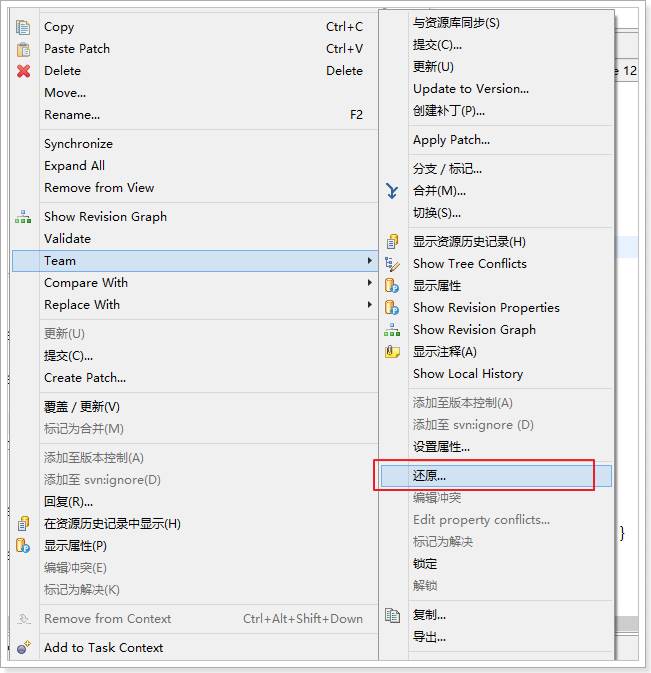 Copy Ctrl+C
Paste Patch Ctrl+V
Delete Delete
Move...
Rename... F2
Synchronize
Expand All
Remove from View
Show Revision Graph
Validate
Team
Compare With
Replace With
更新(U)
提交(C)...
Create Patch...
覆盖 / 更新(V)
标记为合并(M)
添加至版本控制(A)
添加至 svn:ignore(D)
回复(R)...
在资源历史记录中显示(H)
显示属性(P)
编辑冲突(E)
标记为解决(K)
Remove from Context Ctrl+Alt+Shift+Down
Add to Task Context
与资源库同步(S)
提交(C)...
更新(U)
Update to Version...
创建补丁(P)...
Apply Patch...
分支 / 标记...
合并(M)...
切换(S)...
显示资源历史记录(H)
Show Tree Conflicts
显示属性
Show Revision Properties
Show Revision Graph
显示注释(A)
Show Local History
添加至版本控制(A)
添加至 svn:ignore (D)
设置属性...
还原...
编辑冲突
Edit property conflicts...
标记为解决
锁定
解锁
复制...
导出...
e 12
}